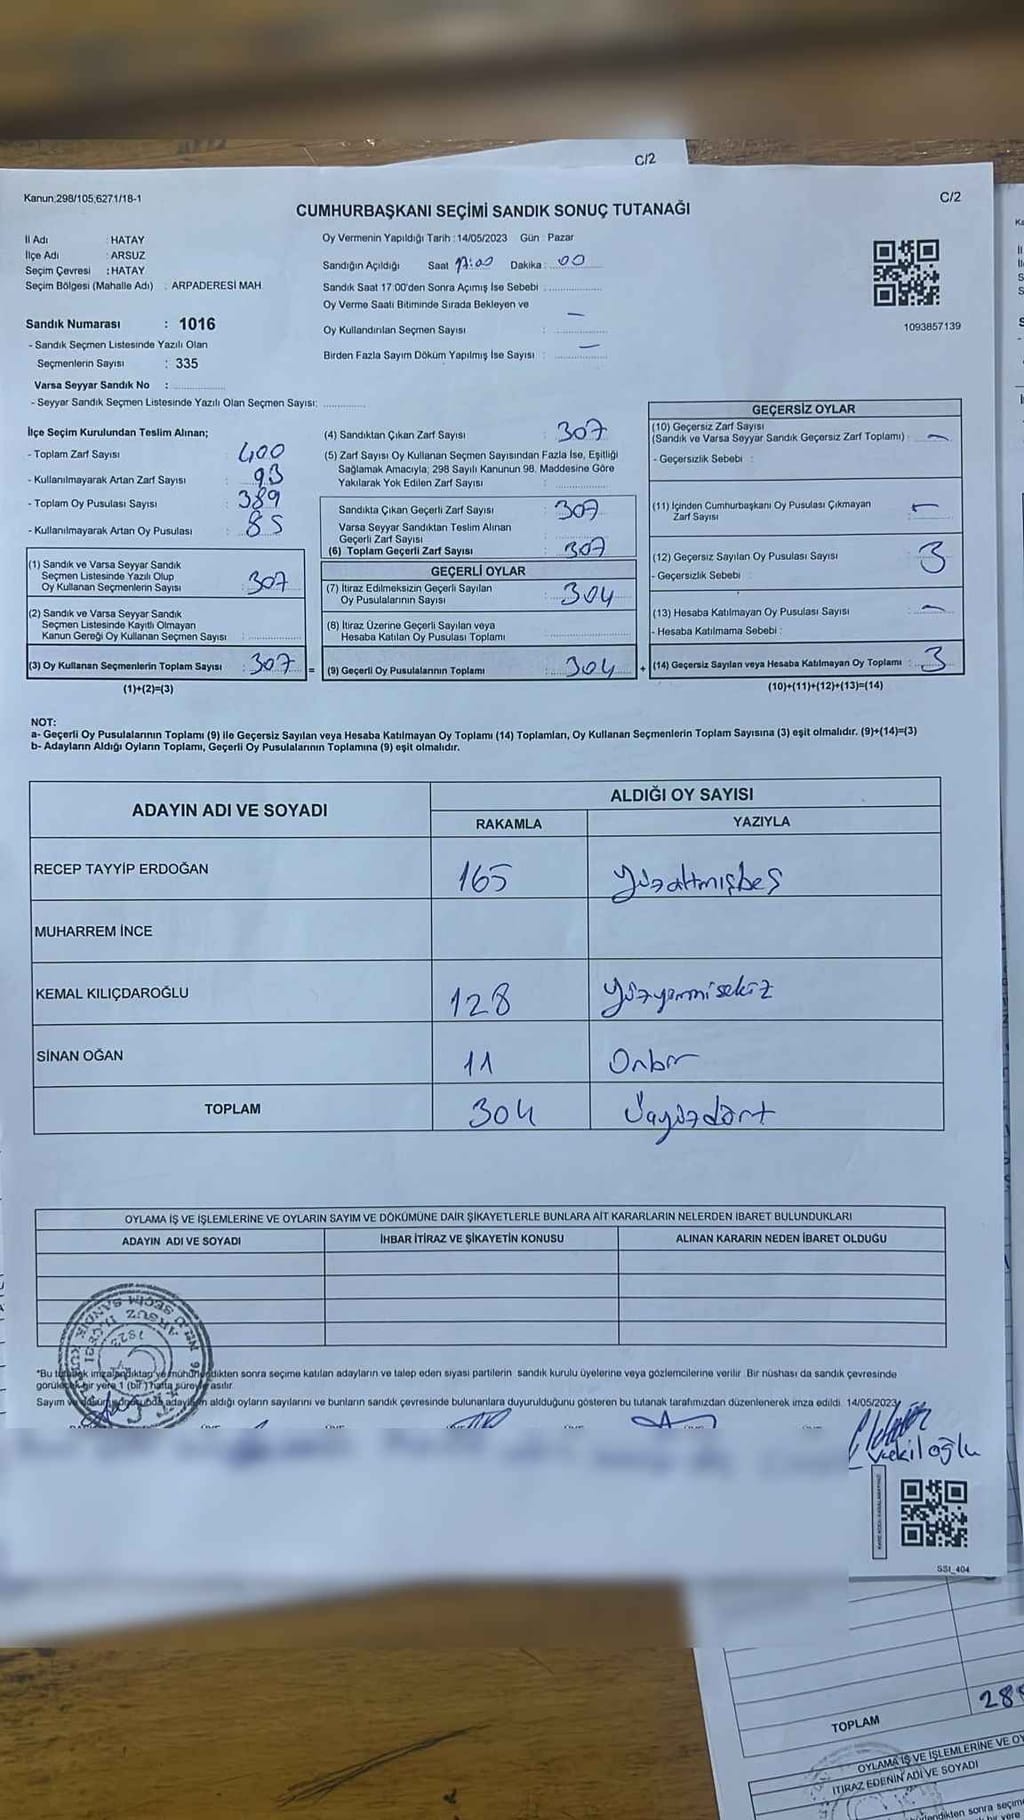 C/2
Kanun,298/105,6271/18-1
C/2
CUMHURBAŞKANI SEÇİMİ SANDIK SONUÇ TUTANAĞI
İl Adı : HATAY
İlçe Adı : ARSUZ
Seçim Çevresi : HATAY
Seçim Bölgesi (Mahalle Adı) : ARPADERESİ MAH.
Oy Vermenin Yapıldığı Tarih : 14/05/2023 Gün : Pazar
Sandığın Açıldığı Saat 17:00 Dakika : 00
Sandık Saat 17:00'den Sonra Açımış İse Sebebi :
Oy Verme Saati Bitiminde Sırada Bekleyen ve
Oy Kullandırılan Seçmen Sayısı : -
Birden Fazla Sayım Döküm Yapılmış İse Sayısı : -
1093857139
Sandık Numarası : 1016
- Sandık Seçmen Listesinde Yazılı Olan
Seçmenlerin Sayısı : 335
Varsa Seyyar Sandık No :
- Seyyar Sandık Seçmen Listesinde Yazılı Olan Seçmen Sayısı:
İlçe Seçim Kurulundan Teslim Alınan;
- Toplam Zarf Sayısı : 400
- Kullanılmayarak Artan Zarf Sayısı : 93
- Toplam Oy Pusulası Sayısı : 389
- Kullanılmayarak Artan Oy Pusulası : 85
(1) Sandık ve Varsa Seyyar Sandık
Seçmen Listesinde Yazılı Olup
Oy Kullanan Seçmenlerin Sayısı : 307
(2) Sandık ve Varsa Seyyar Sandık
Seçmen Listesinde Kayıtlı Olmayan
Kanun Gereği Oy Kullanan Seçmen Sayısı :
(3) Oy Kullanan Seçmenlerin Toplam Sayısı : 307
(1)+(2)=(3)
(4) Sandıktan Çıkan Zarf Sayısı : 307
(5) Zarf Sayısı Oy Kullanan Seçmen Sayısından Fazla İse, Eşitliği
Sağlamak Amacıyla, 298 Sayılı Kanunun 98. Maddesine Göre
Yakılarak Yok Edilen Zarf Sayısı :
Sandıkta Çıkan Geçerli Zarf Sayısı : 307
Varsa Seyyar Sandıktan Teslim Alınan
Geçerli Zarf Sayısı
(6) Toplam Geçerli Zarf Sayısı : 307
GEÇERLİ OYLAR
(7) İtiraz Edilmeksizin Geçerli Sayılan
Oy Pusulalarının Sayısı : 304
(8) İtiraz Üzerine Geçerli Sayılan veya
Hesaba Katılan Oy Pusulası Toplamı :
= (9) Geçerli Oy Pusulalarının Toplamı : 304
GEÇERSİZ OYLAR
(10) Geçersiz Zarf Sayısı
(Sandık ve Varsa Seyyar Sandık Geçersiz Zarf Toplamı) : -
- Geçersizlik Sebebi :
(11) İçinden Cumhurbaşkanı Oy Pusulası Çıkmayan
Zarf Sayısı : -
(12) Geçersiz Sayılan Oy Pusulası Sayısı : 3
- Geçersizlik Sebebi :
(13) Hesaba Katılmayan Oy Pusulası Sayısı : -
- Hesaba Katılmama Sebebi :
+ (14) Geçersiz Sayılan veya Hesaba Katılmayan Oy Toplamı : 3
(10)+(11)+(12)+(13)=(14)
NOT:
a- Geçerli Oy Pusulalarının Toplamı (9) ile Geçersiz Sayılan veya Hesaba Katılmayan Oy Toplamı (14) Toplamları, Oy Kullanan Seçmenlerin Toplam Sayısına (3) eşit olmalıdır. (9)+(14)=(3)
b- Adayların Aldığı Oyların Toplamı, Geçerli Oy Pusulalarının Toplamına (9) eşit olmalıdır.
ADAYIN ADI VE SOYADI
ALDIĞI OY SAYISI
RAKAMLA YAZIYLA
RECEP TAYYİP ERDOĞAN 165 yüzaltmışbeş
MUHARREM İNCE
KEMAL KILIÇDAROĞLU 128 yüzyirmisekiz
SİNAN OĞAN 11 Onbir
TOPLAM 304 Üçyüzdört
OYLAMA İŞ VE İŞLEMLERİNE VE OYLARIN SAYIM VE DÖKÜMÜNE DAİR ŞİKAYETLERLE BUNLARA AİT KARARLARIN NELERDEN İBARET BULUNDUKLARI
ADAYIN ADI VE SOYADI İHBAR İTİRAZ VE ŞİKAYETİN KONUSU ALINAN KARARIN NEDEN İBARET OLDUĞU
ARSUZ İLÇESİ
*Bu tutanak imzalandıktan ve mühürlendikten sonra seçime katılan adayların ve talep eden siyasi partilerin sandık kurulu üyelerine veya gözlemcilerine verilir. Bir nüshası da sandık çevresinde
görülecek bir yere 1 (bir) hafta süreyle asılır.
adayların aldığı oyların sayılarını ve bunların sandık çevresinde bulunanlara duyurulduğunu gösteren bu tutanak tarafımızdan düzenlenerek imza edildi. 14/05/2023
Vekiloğlu
SSI_404
288
TOPLAM
OYLAMA İŞ VE İŞLEMLERİNE VE OY
İTİRAZ EDENİN ADI VE SOYADI